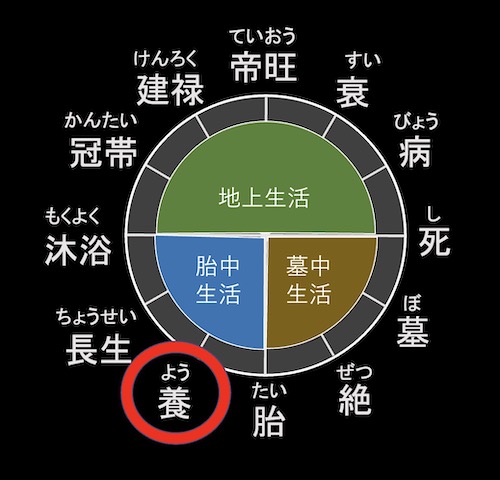 ていおう
帝旺
すい
衰
びょう
病
し
死
ぼ
墓
ぜつ
絶
たい
胎
よう
養
ちょうせい
長生
もくよく
沐浴
かんたい
冠帯
けんろく
建禄
地上生活
胎中
生活
墓中
生活